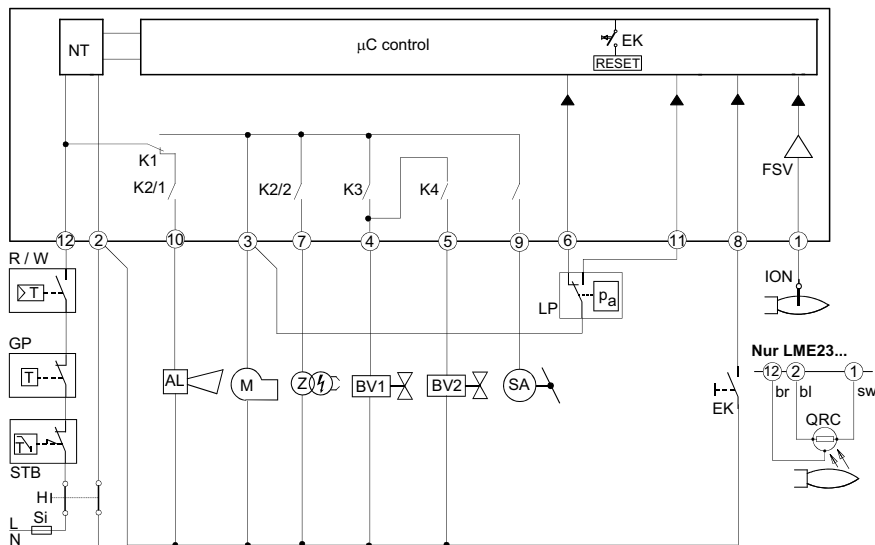 NT
µC control
EK
RESET
FSV
K1
K2/1
K2/2
K3
K4
12 2 10 3 7 4 5 9 6 11 8 1
R / W
T
LP
pa
ION
GP
T
AL
M
Z
BV1
BV2
SA
EK
Nur LME23...
12 2 1
br bl sw
QRC
T
STB
H
L
Si
N